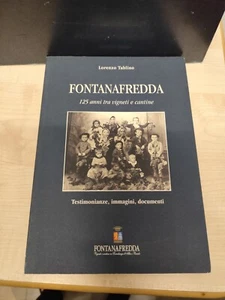 Lorenzo Tablino
FONTANAFREDDA
125 anni tra vigneti e cantine
Testimonianze, immagini, documenti
FONTANAFREDDA